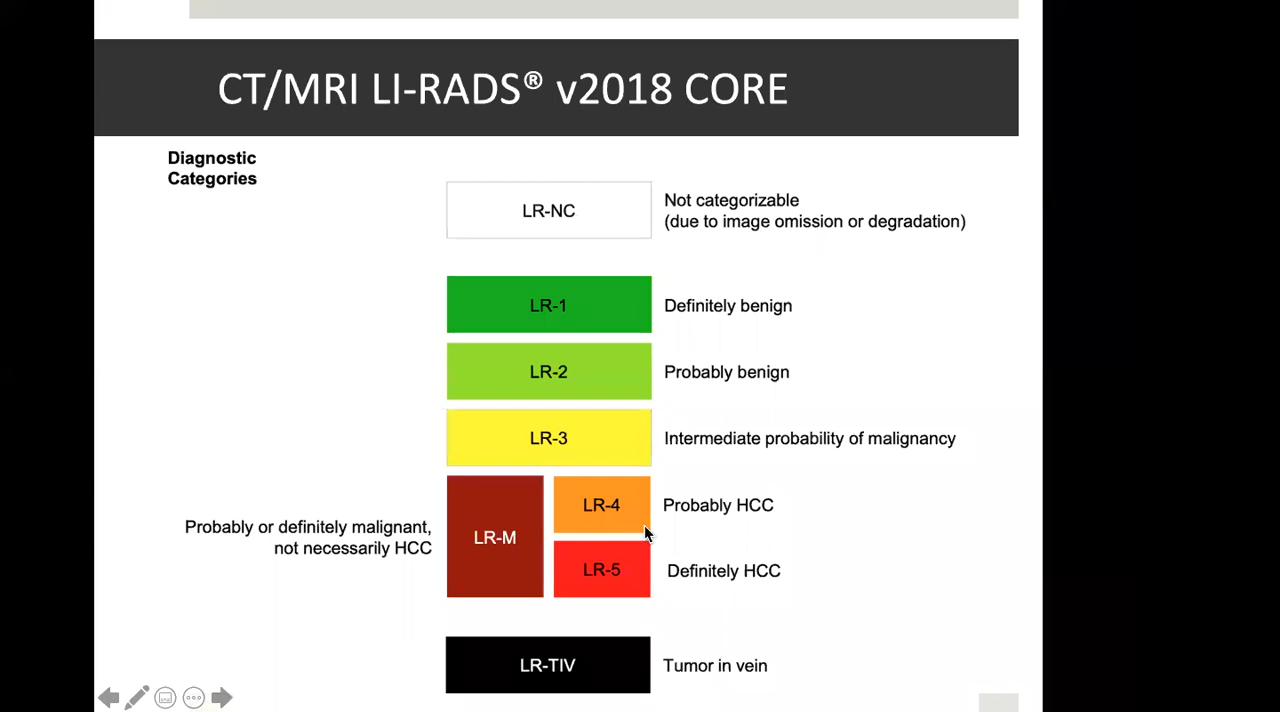 CT/MRI LI-RADS® v2018 CORE
Diagnostic
Categories
LR-NC
Not categorizable
(due to image omission or degradation)
LR-1
Definitely benign
LR-2
Probably benign
LR-3
Intermediate probability of malignancy
Probably or definitely malignant,
not necessarily HCC
LR-M
LR-4
Probably HCC
LR-5
Definitely HCC
LR-TIV
Tumor in vein